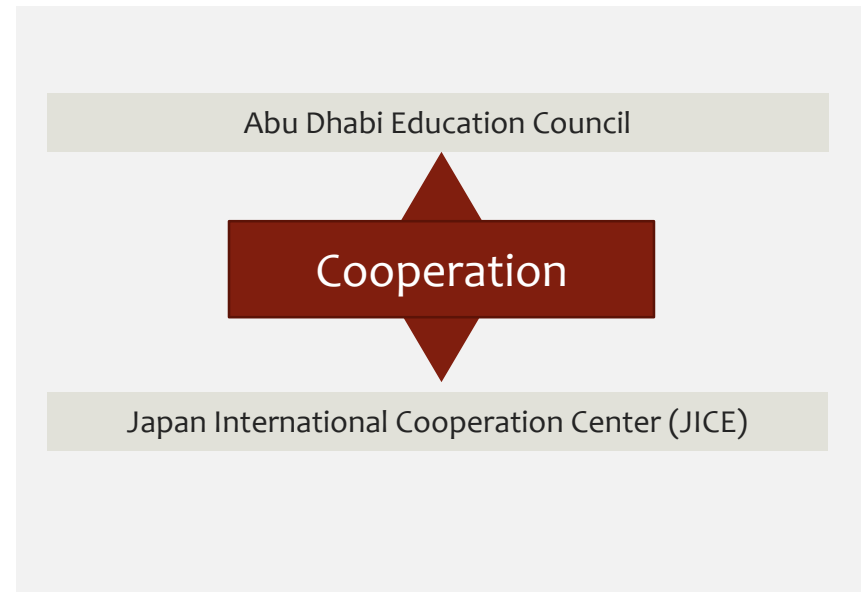 Abu Dhabi Education Council
Cooperation
Japan International Cooperation Center (JICE)